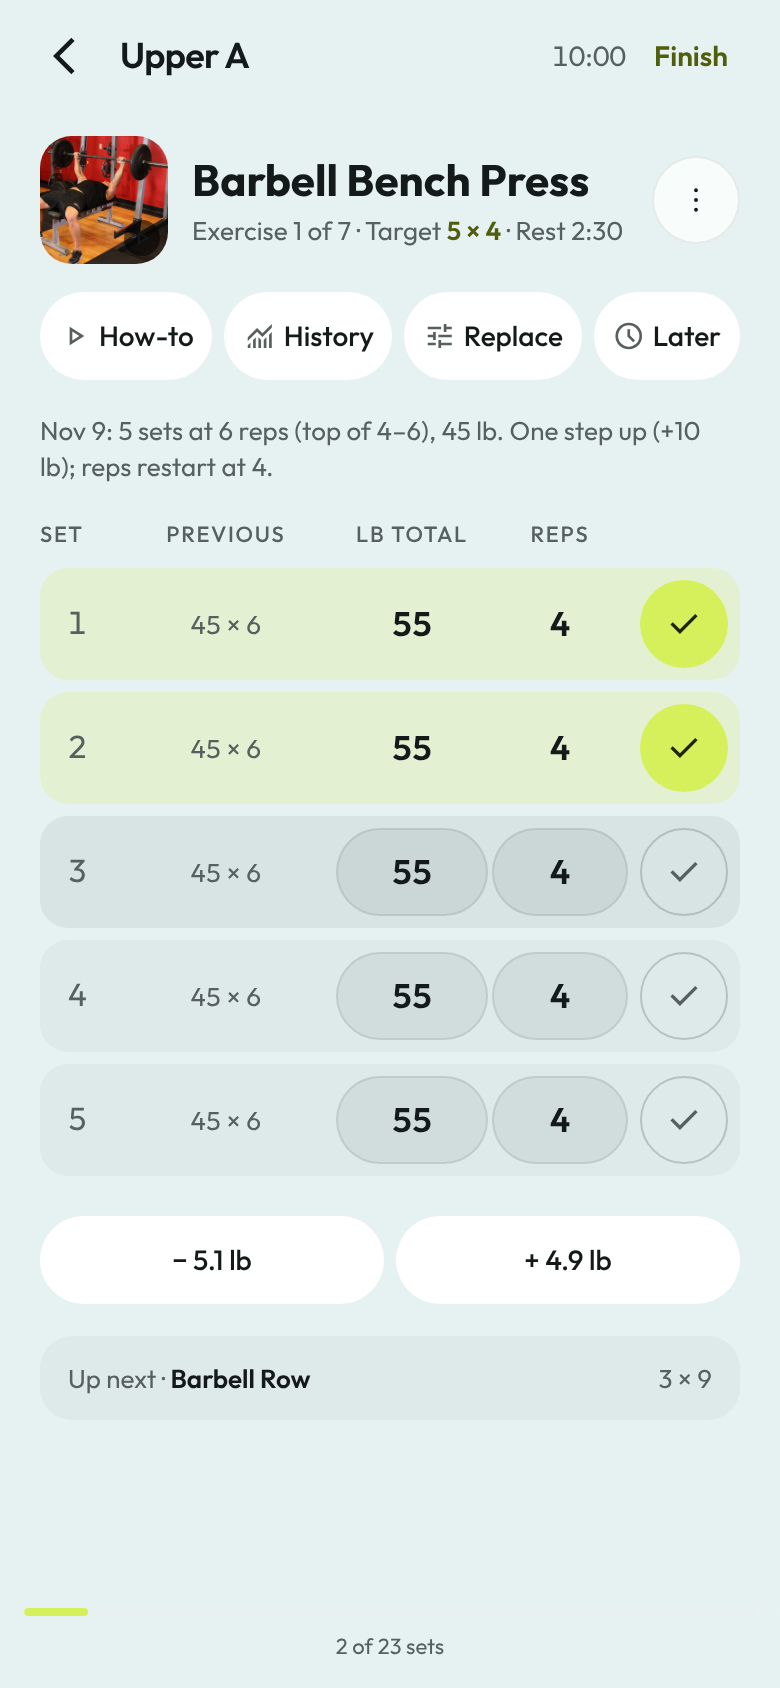 Upper A
10:00
Finish
Barbell Bench Press
Exercise 1 of 7 · Target 5 × 4 · Rest 2:30
How-to
History
Replace
Later
Nov 9: 5 sets at 6 reps (top of 4–6), 45 lb. One step up (+10
lb); reps restart at 4.
SET PREVIOUS LB TOTAL REPS
1 45 × 6 55 4
2 45 × 6 55 4
3 45 × 6 55 4
4 45 × 6 55 4
5 45 × 6 55 4
− 5.1 lb
+ 4.9 lb
Up next · Barbell Row 3 × 9
2 of 23 sets